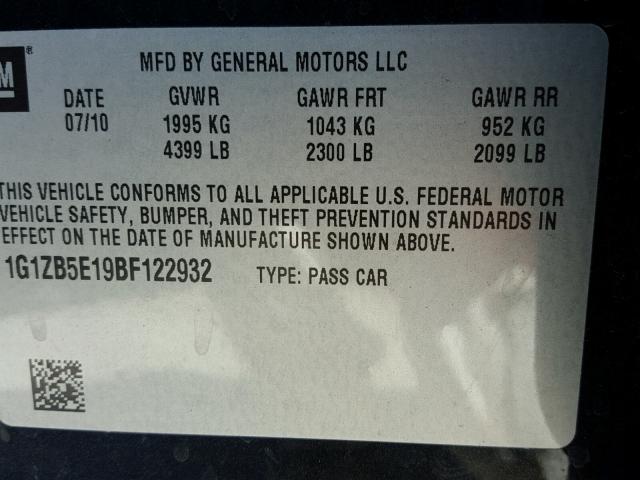 M ®
MFD BY GENERAL MOTORS LLC
DATE GVWR GAWR FRT GAWR RR
07/10 1995 KG 1043 KG 952 KG
4399 LB 2300 LB 2099 LB
THIS VEHICLE CONFORMS TO ALL APPLICABLE U.S. FEDERAL MOTOR
VEHICLE SAFETY, BUMPER, AND THEFT PREVENTION STANDARDS IN
EFFECT ON THE DATE OF MANUFACTURE SHOWN ABOVE.
1G1ZB5E19BF122932 TYPE: PASS CAR